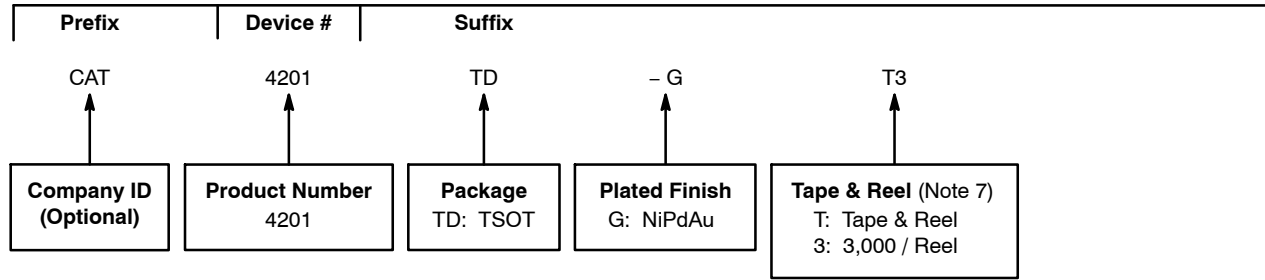 Prefix Device # Suffix
CAT 4201 TD – G T3
Company ID
(Optional)
Product Number
4201
Package
TD: TSOT
Plated Finish
G: NiPdAu
Tape & Reel (Note 7)
T: Tape & Reel
3: 3,000 / Reel